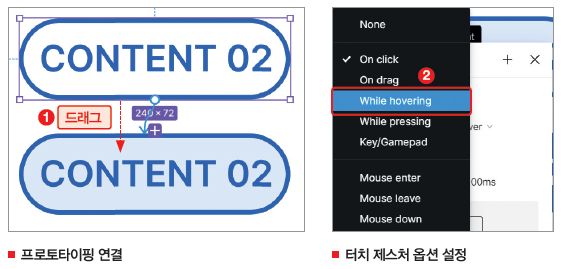 CONTENT 02
1 드래그
240 × 72
CONTENT 02
None
✓ On click
On drag
2
While hovering
While pressing
Key/Gamepad
Mouse enter
Mouse leave
Mouse down
프로토타이핑 연결
터치 제스처 옵션 설정